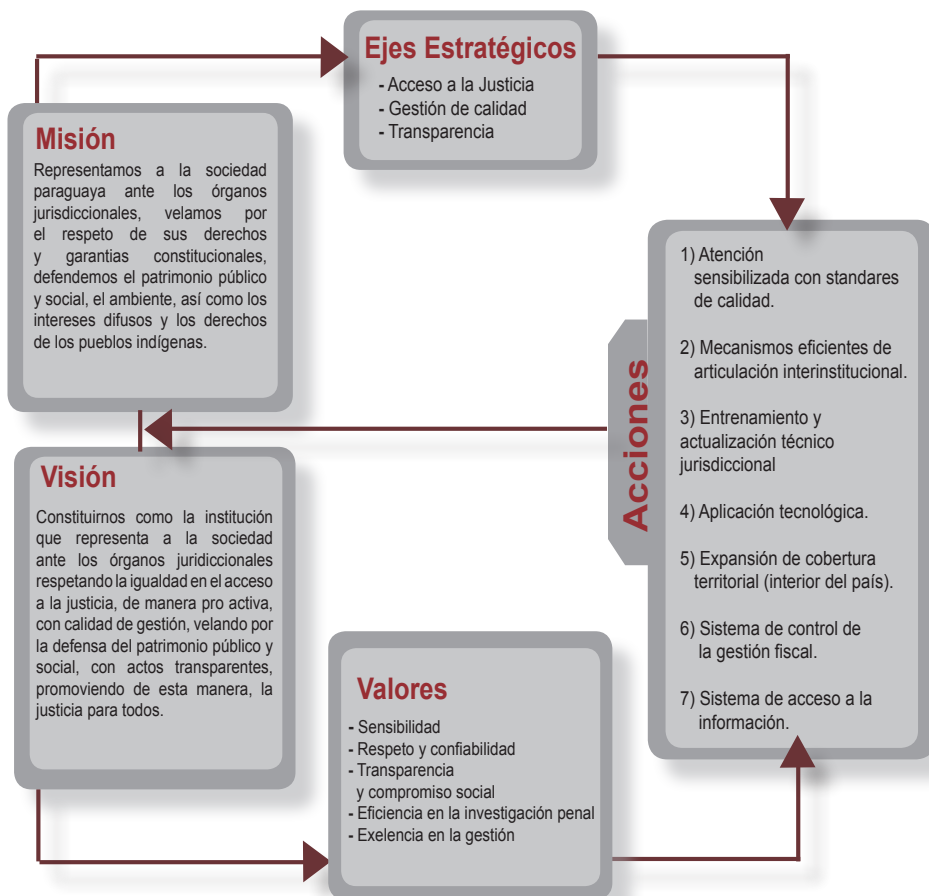 Ejes Estratégicos
- Acceso a la Justicia
- Gestión de calidad
- Transparencia
Misión
Representamos a la sociedad
paraguaya ante los órganos
jurisdiccionales, velamos por
el respeto de sus derechos
y garantias constitucionales,
defendemos el patrimonio público
y social, el ambiente, así como los
intereses difusos y los derechos
de los pueblos indígenas.
Visión
Constituirnos como la institución
que representa a la sociedad
ante los órganos juridiccionales
respetando la igualdad en el acceso
a la justicia, de manera pro activa,
con calidad de gestión, velando por
la defensa del patrimonio público y
social, con actos transparentes,
promoviendo de esta manera, la
justicia para todos.
Valores
- Sensibilidad
- Respeto y confiabilidad
- Transparencia
y compromiso social
- Eficiencia en la investigación penal
- Exelencia en la gestión
Acciones
1) Atención
sensibilizada con standares
de calidad.
2) Mecanismos eficientes de
articulación interinstitucional.
3) Entrenamiento y
actualización técnico
jurisdiccional
4) Aplicación tecnológica.
5) Expansión de cobertura
territorial (interior del país).
6) Sistema de control de
la gestión fiscal.
7) Sistema de acceso a la
información.